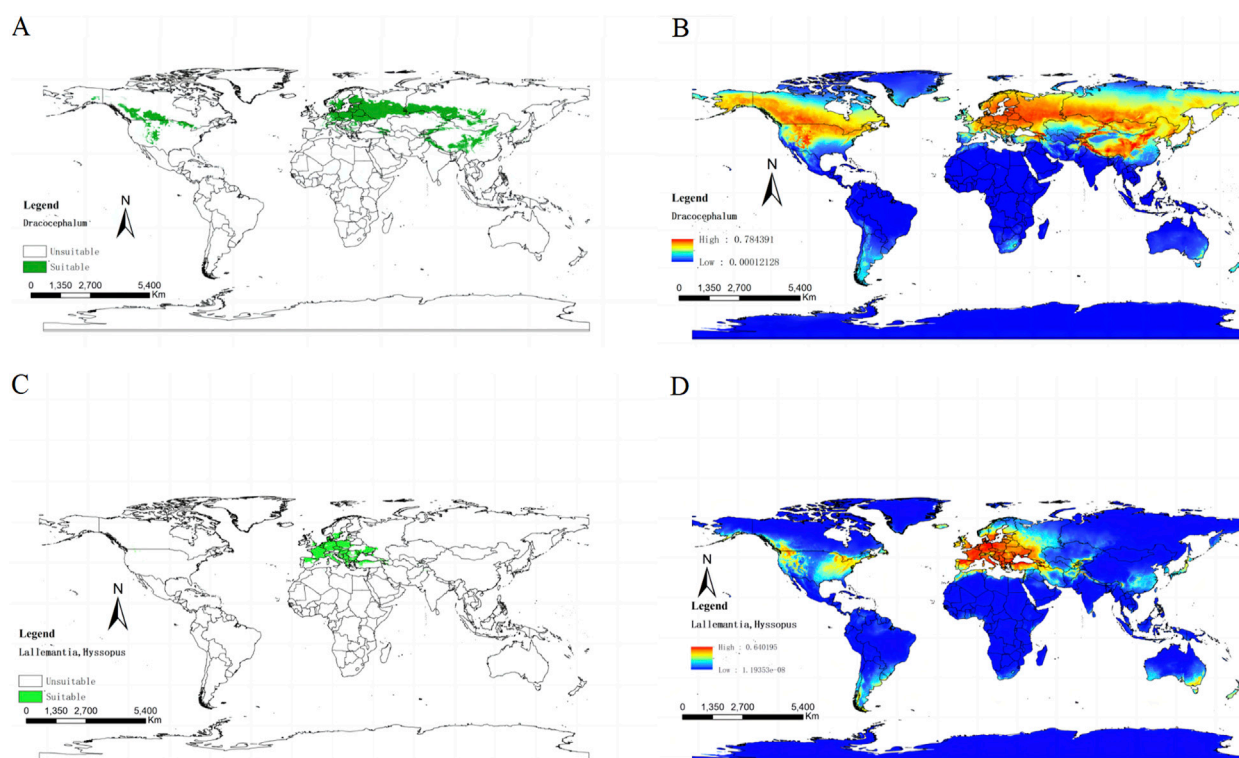 A
N
Legend
Dracocephalum
Unsuitable
Suitable
0 1,350 2,700 5,400
Km
B
N
Legend
Dracocephalum
High : 0.784391
Low : 0.00012128
0 1,350 2,700 5,400
Km
C
N
Legend
Lallemantia,Hyssopus
Unsuitable
Suitable
0 1,350 2,700 5,400
Km
D
N
Legend
Lallemantia,Hyssopus
High : 0.640195
Low : 1.19353e-08
0 1,350 2,700 5,400
Km